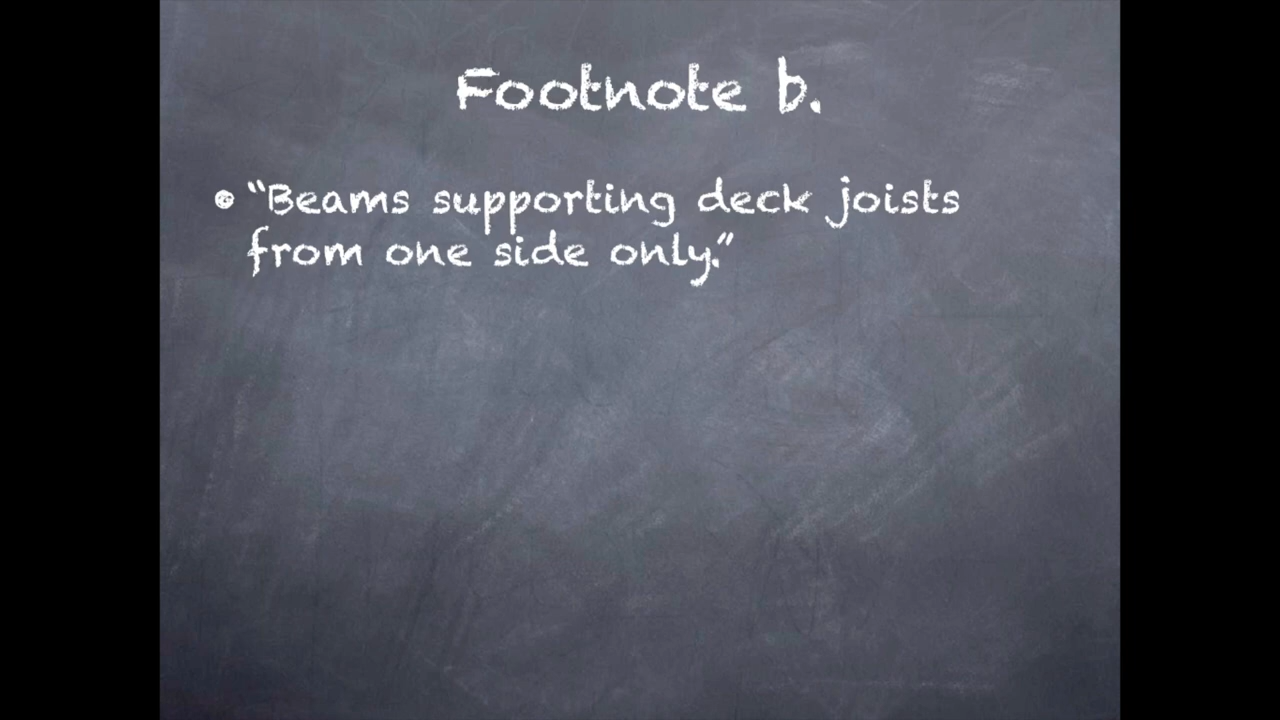 Footnote b.
“Beams supporting deck joists
from one side only.”